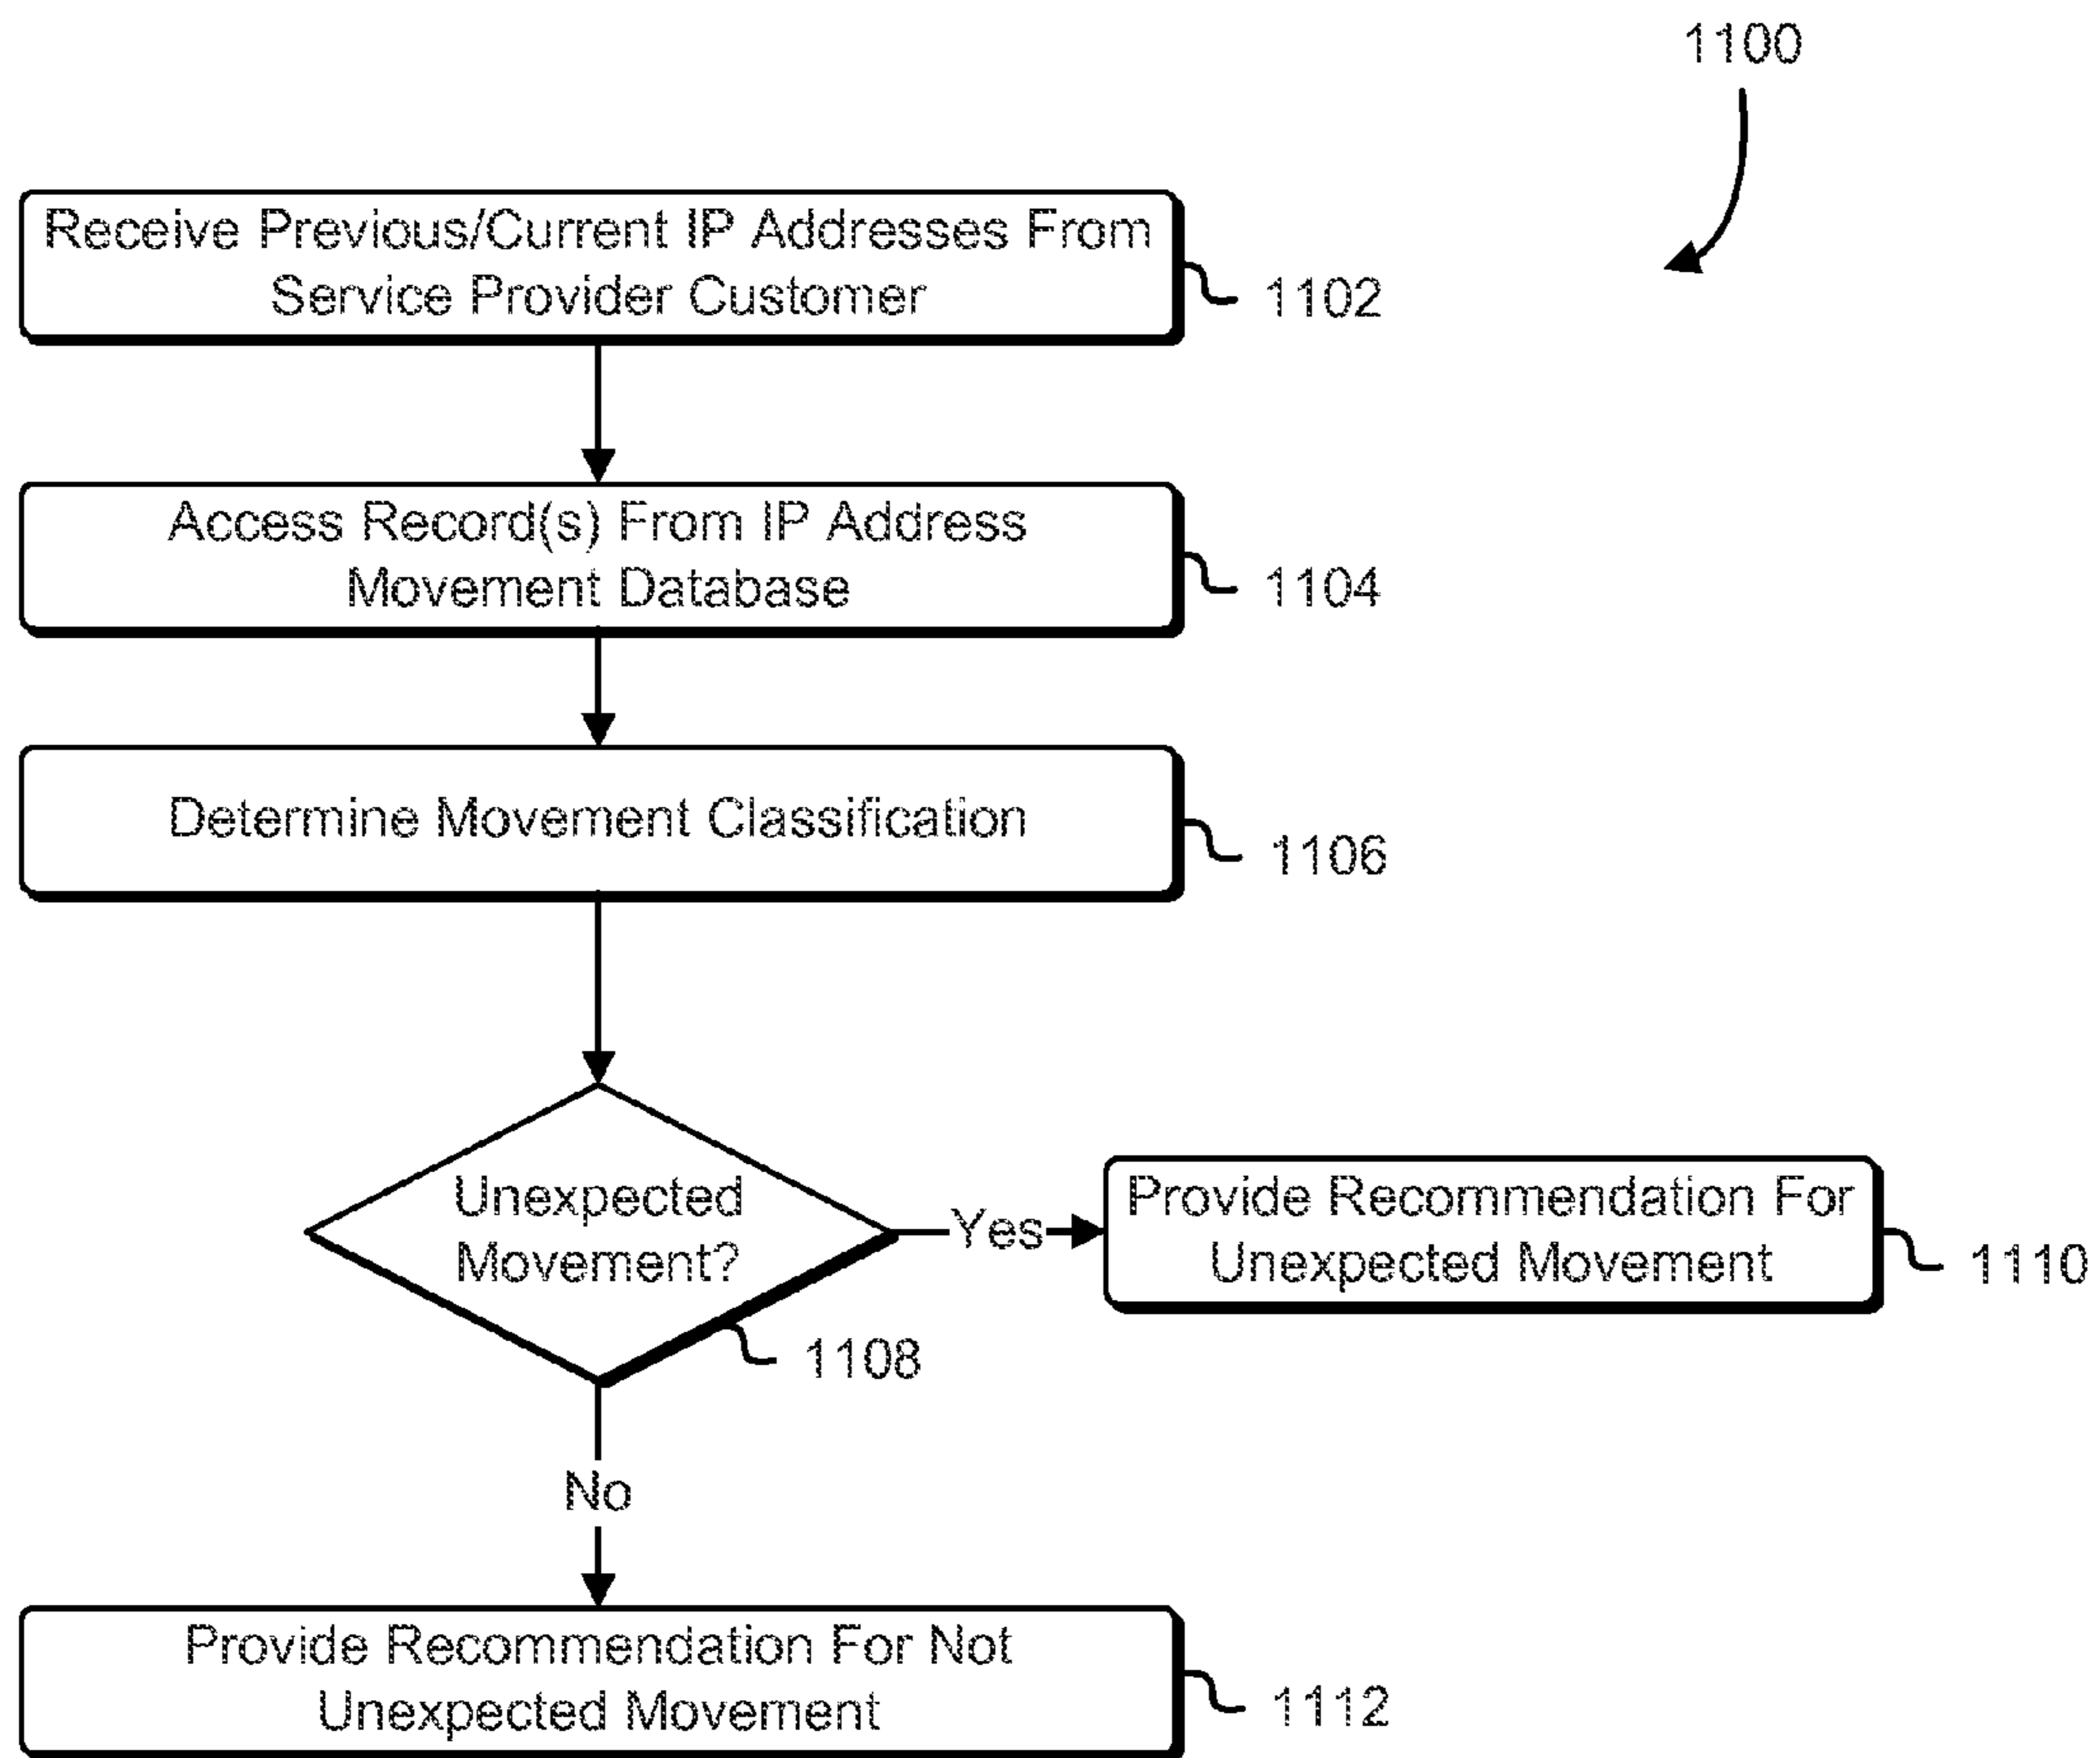 1100
Receive Previous/Current IP Addresses From
Service Provider Customer
1102
Access Record(s) From IP Address
Movement Database
1104
Determine Movement Classification
1106
Unexpected
Movement?
1108
Yes
Provide Recommendation For
Unexpected Movement
1110
No
Provide Recommendation For Not
Unexpected Movement
1112